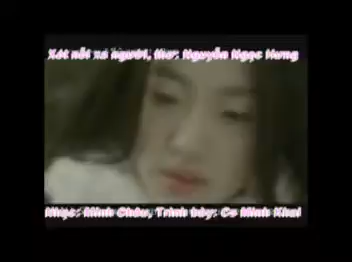 Xót nỗi xa người, thơ: Nguyễn Ngọc Hưng
Nhạc: Minh Châu, Trình bày: Ca Minh Khai